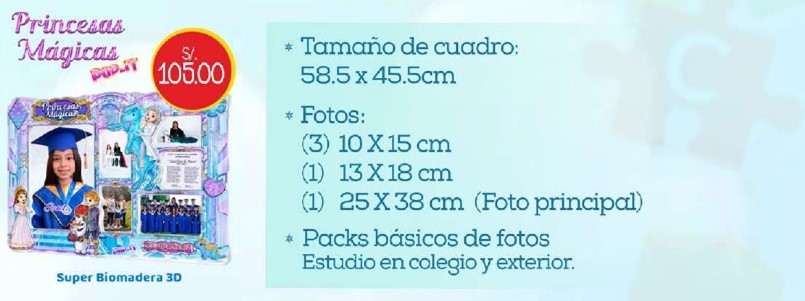 Princesas
Mágicas
POP.IT
S/.
105.00
Princesas
Mágicas
Super Biomadera 3D
* Tamaño de cuadro:
58.5 x 45.5cm
* Fotos:
(3) 10 X 15 cm
(1) 13 X 18 cm
(1) 25 X 38 cm (Foto principal)
* Packs básicos de fotos
Estudio en colegio y exterior.